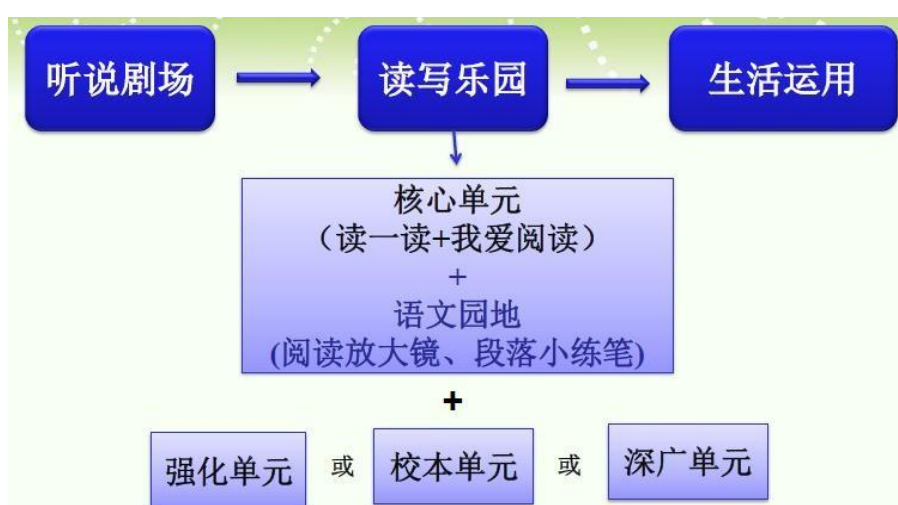 听说剧场
读写乐园
生活运用
核心单元
（读一读+我爱阅读）
+
语文园地
(阅读放大镜、段落小练笔)
+
强化单元
或
校本单元
或
深广单元